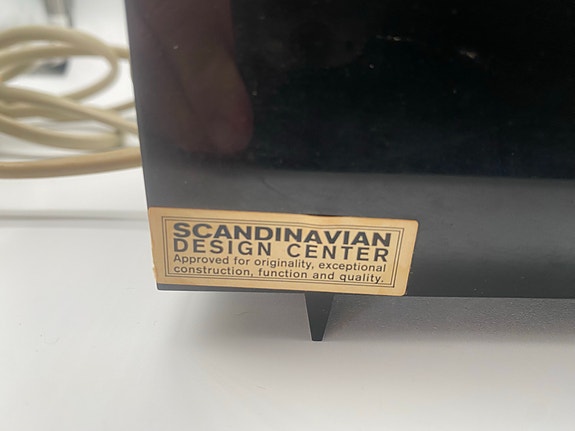 SCANDINAVIAN
DESIGN CENTER
Approved for originality, exceptional
construction, function and quality.